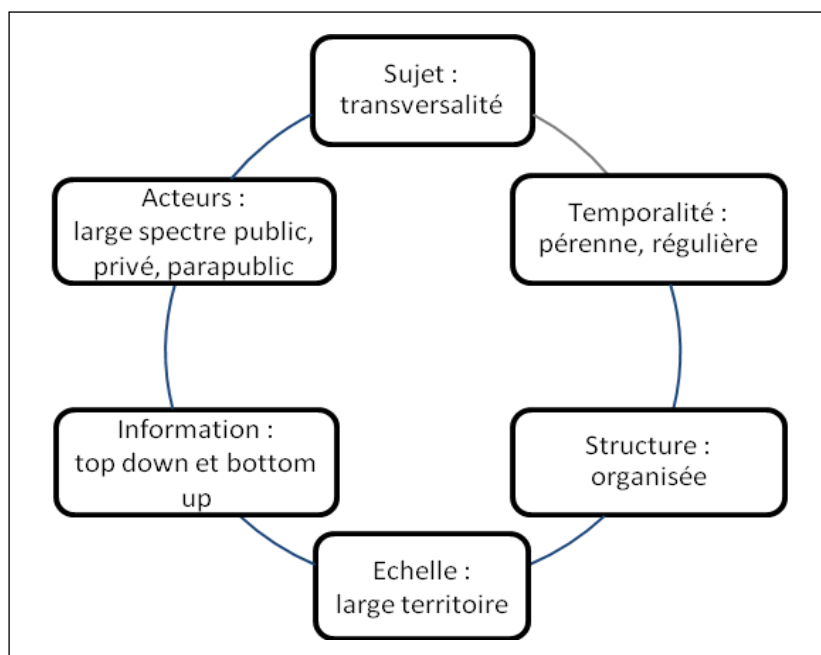 Sujet :
transversalité
Acteurs :
large spectre public,
privé, parapublic
Temporalité :
pérenne, régulière
Information :
top down et bottom
up
Structure :
organisée
Echelle :
large territoire